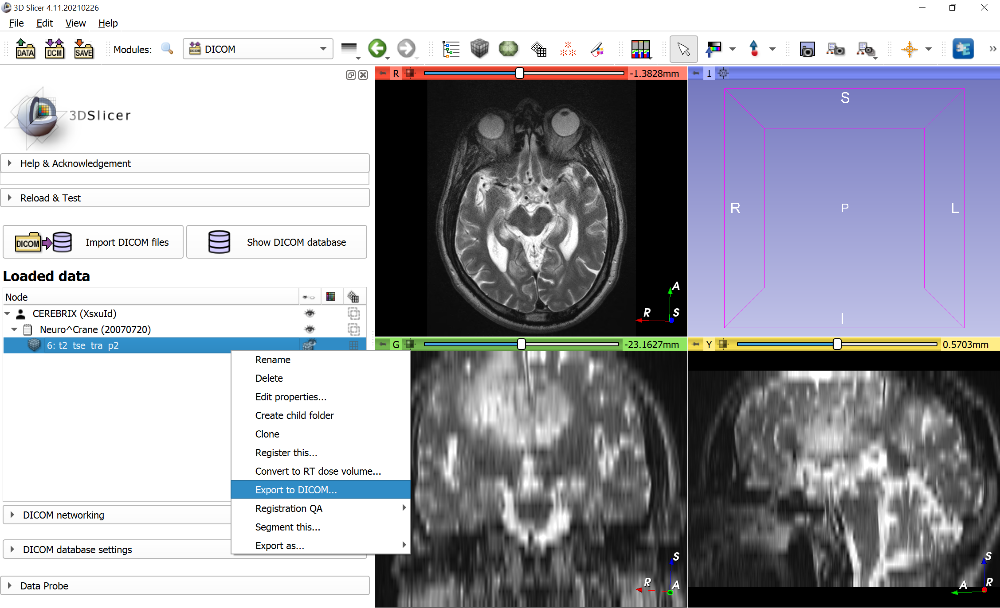 3D Slicer 4.11.20210226
File Edit View Help
DATA DCM SAVE Modules: DICOM
R -1.3828mm
1
3DSlicer
Help & Acknowledgement
Reload & Test
DICOM Import DICOM files Show DICOM database
Loaded data
Node
CEREBRIX (XsxuId)
Neuro^Crane (20070720)
6: t2_tse_tra_p2
Rename
Delete
Edit properties...
Create child folder
Clone
Register this...
Convert to RT dose volume...
Export to DICOM...
Registration QA
Segment this...
Export as...
DICOM networking
DICOM database settings
Data Probe
A
R S
S
R P L
I
G -23.1627mm
S
R A
Y 0.5703mm
S
A R